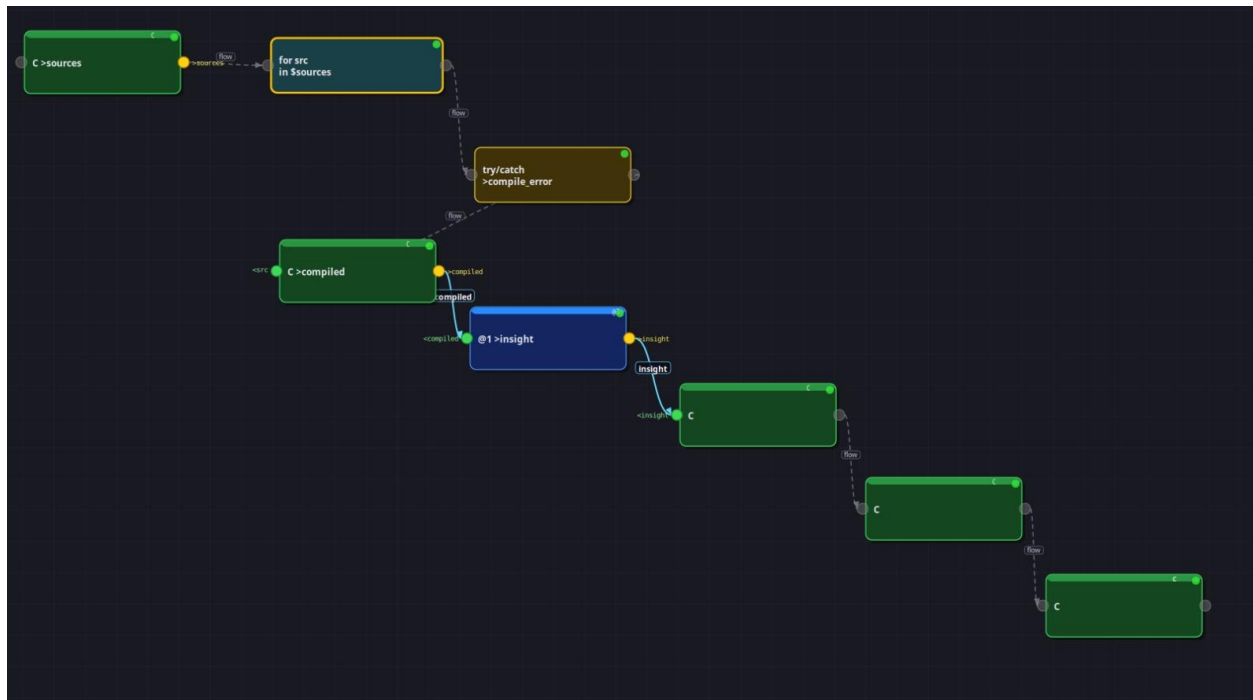 C
C >sources
>sources
flow
for src
in $sources
flow
try/catch
>compile_error
flow
C
<src
C >compiled
>compiled
compiled
<compiled
@1 >insight
>insight
insight
C
<insight
C
flow
C
C
flow
C
C